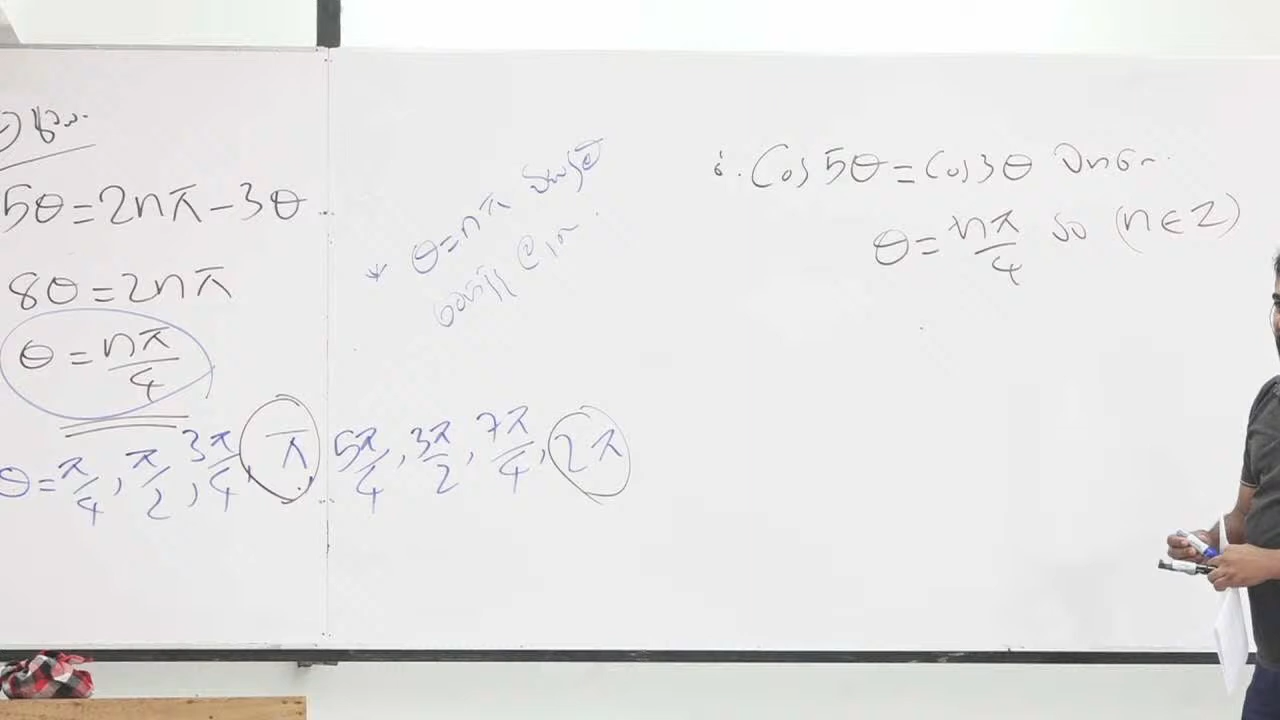 5θ = 2nπ - 3θ
8θ = 2nπ
θ = nπ/4
θ = π/4, π/2, 3π/4, π, 5π/4, 3π/2, 7π/4, 2π
* θ = nπ
∴ Cos 5θ = Cos 3θ
θ = nπ/4 (n ∈ Z)